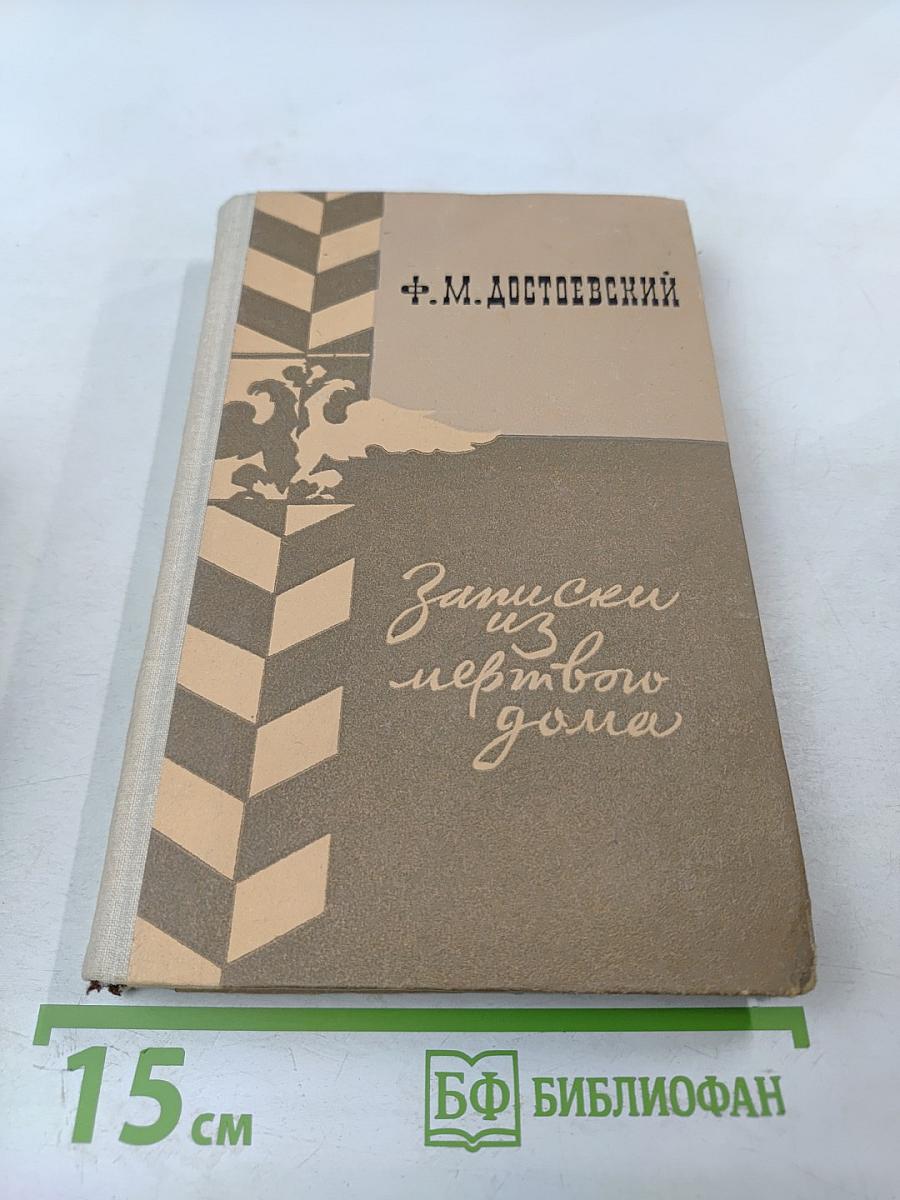 Ф.М.ДОСТОЕВСКИЙ
Записки
из
мертвого
дома
15 см
БФ БИБЛИОФАН